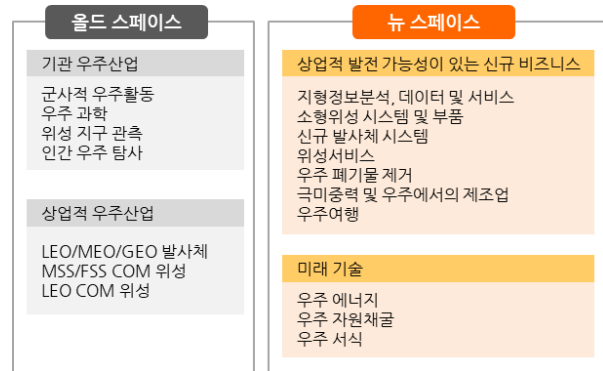 올드 스페이스
기관 우주산업
군사적 우주활동
우주 과학
위성 지구 관측
인간 우주 탐사
상업적 우주산업
LEO/MEO/GEO 발사체
MSS/FSS COM 위성
LEO COM 위성
뉴 스페이스
상업적 발전 가능성이 있는 신규 비즈니스
지형정보분석, 데이터 및 서비스
소형위성 시스템 및 부품
신규 발사체 시스템
위성서비스
우주 폐기물 제거
극미중력 및 우주에서의 제조업
우주여행
미래 기술
우주 에너지
우주 자원채굴
우주 서식